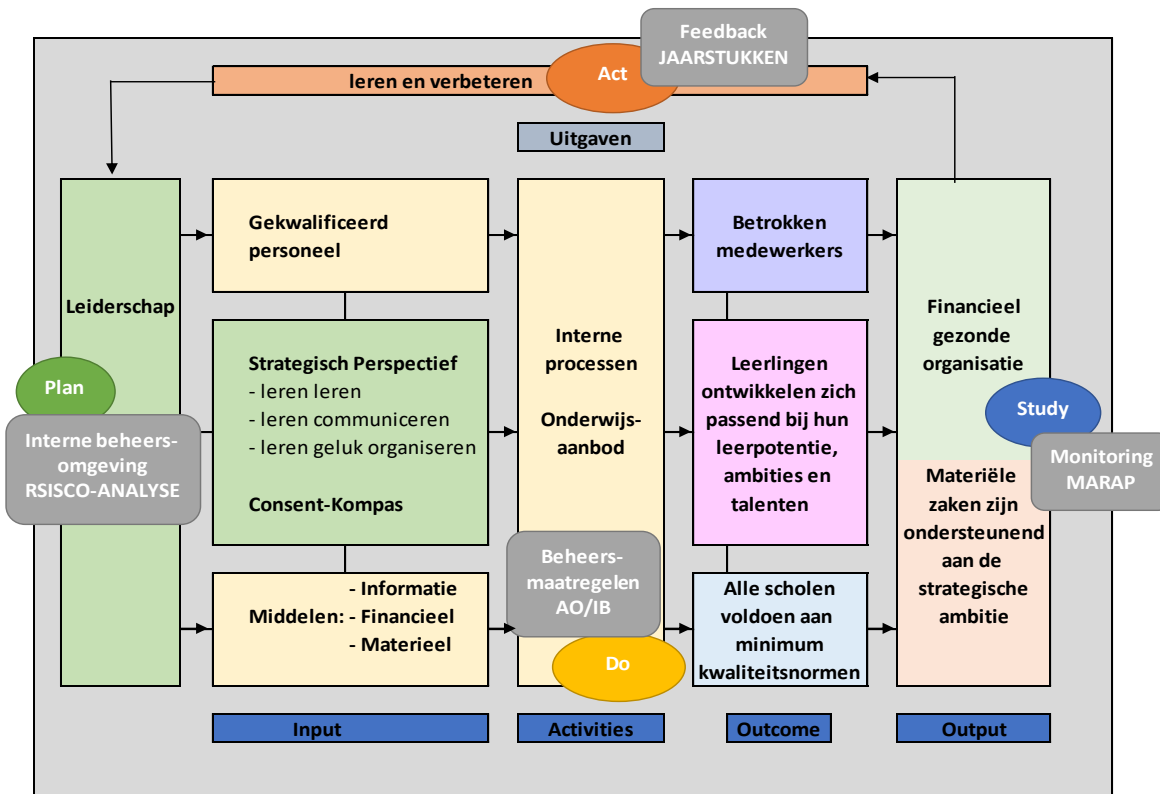 Feedback
JAARSTUKKEN
Act
leren en verbeteren
Uitgaven
Leiderschap
Plan
Interne beheers-
omgeving
RSISCO-ANALYSE
Gekwalificeerd
personeel
Strategisch Perspectief
- leren leren
- leren communiceren
- leren geluk organiseren
Consent-Kompas
- Informatie
Middelen: - Financieel
- Materieel
Interne
processen
Onderwijs-
aanbod
Beheers-
maatregelen
AO/IB
Do
Betrokken
medewerkers
Leerlingen
ontwikkelen zich
passend bij hun
leerpotentie,
ambities en
talenten
Alle scholen
voldoen aan
minimum
kwaliteitsnormen
Financieel
gezonde
organisatie
Study
Monitoring
MARAP
Materiële
zaken zijn
ondersteunend
aan de
strategische
ambitie
Input
Activities
Outcome
Output